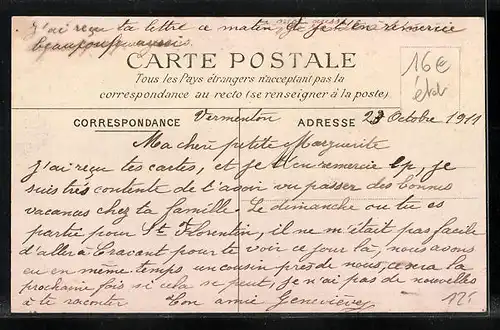 J'ai reçu ta lettre ce matin et je t'en remercie
beaucoup aussi
CARTE POSTALE
Tous les Pays étrangers n'acceptant pas la
correspondance au recto (se renseigner à la poste)
16€
état
CORRESPONDANCE Vermenton ADRESSE 23 Octobre 1911
Ma chère petite Marguerite
J'ai reçu tes cartes, et je t'en remercie bp, je
suis très contente de t'avoir vu passer des bonnes
vacances chez ta famille. Le dimanche ou tu es
partie pour St Florentin, il ne m'était pas facile
d'aller à Cravant pour te voir ce jour là, nous avons
eu en même temps un cousin près de nous, ce sera la
prochaine fois si cela se peut, je n'ai pas de nouvelles
à te raconter Ton amie Geneviève
12.